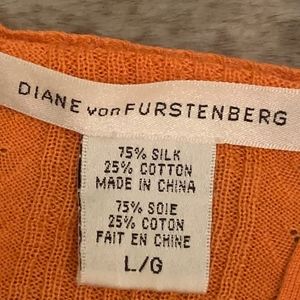 DIANE von FURSTENBERG
75% SILK
25% COTTON
MADE IN CHINA
75% SOIE
25% COTON
FAIT EN CHINE
L/G